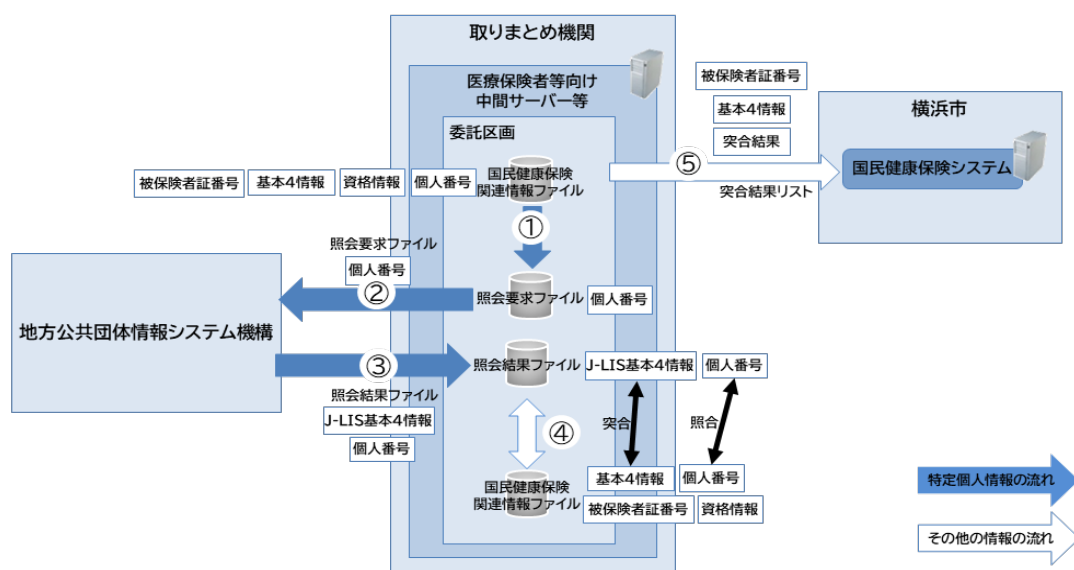 取りまとめ機関
医療保険者等向け
中間サーバー等
委託区画
国民健康保険
関連情報ファイル
被保険者証番号
基本4情報
資格情報
個人番号
①
照会要求ファイル
個人番号
②
照会要求ファイル
個人番号
地方公共団体情報システム機構
③
照会結果ファイル
J-LIS基本4情報
個人番号
照会結果ファイル
J-LIS基本4情報
個人番号
④
突合
照合
国民健康保険
関連情報ファイル
基本4情報
個人番号
被保険者証番号
資格情報
被保険者証番号
基本4情報
突合結果
⑤
突合結果リスト
横浜市
国民健康保険システム
特定個人情報の流れ
その他の情報の流れ